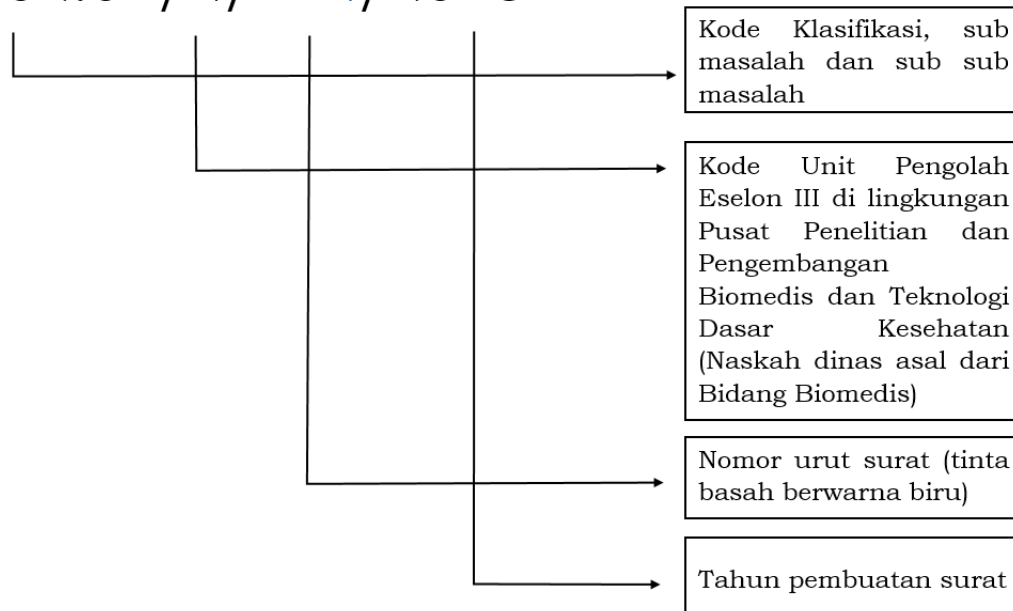 Kode Klasifikasi, sub
masalah dan sub sub
masalah
Kode Unit Pengolah
Eselon III di lingkungan
Pusat Penelitian dan
Pengembangan
Biomedis dan Teknologi
Dasar Kesehatan
(Naskah dinas asal dari
Bidang Biomedis)
Nomor urut surat (tinta
basah berwarna biru)
Tahun pembuatan surat